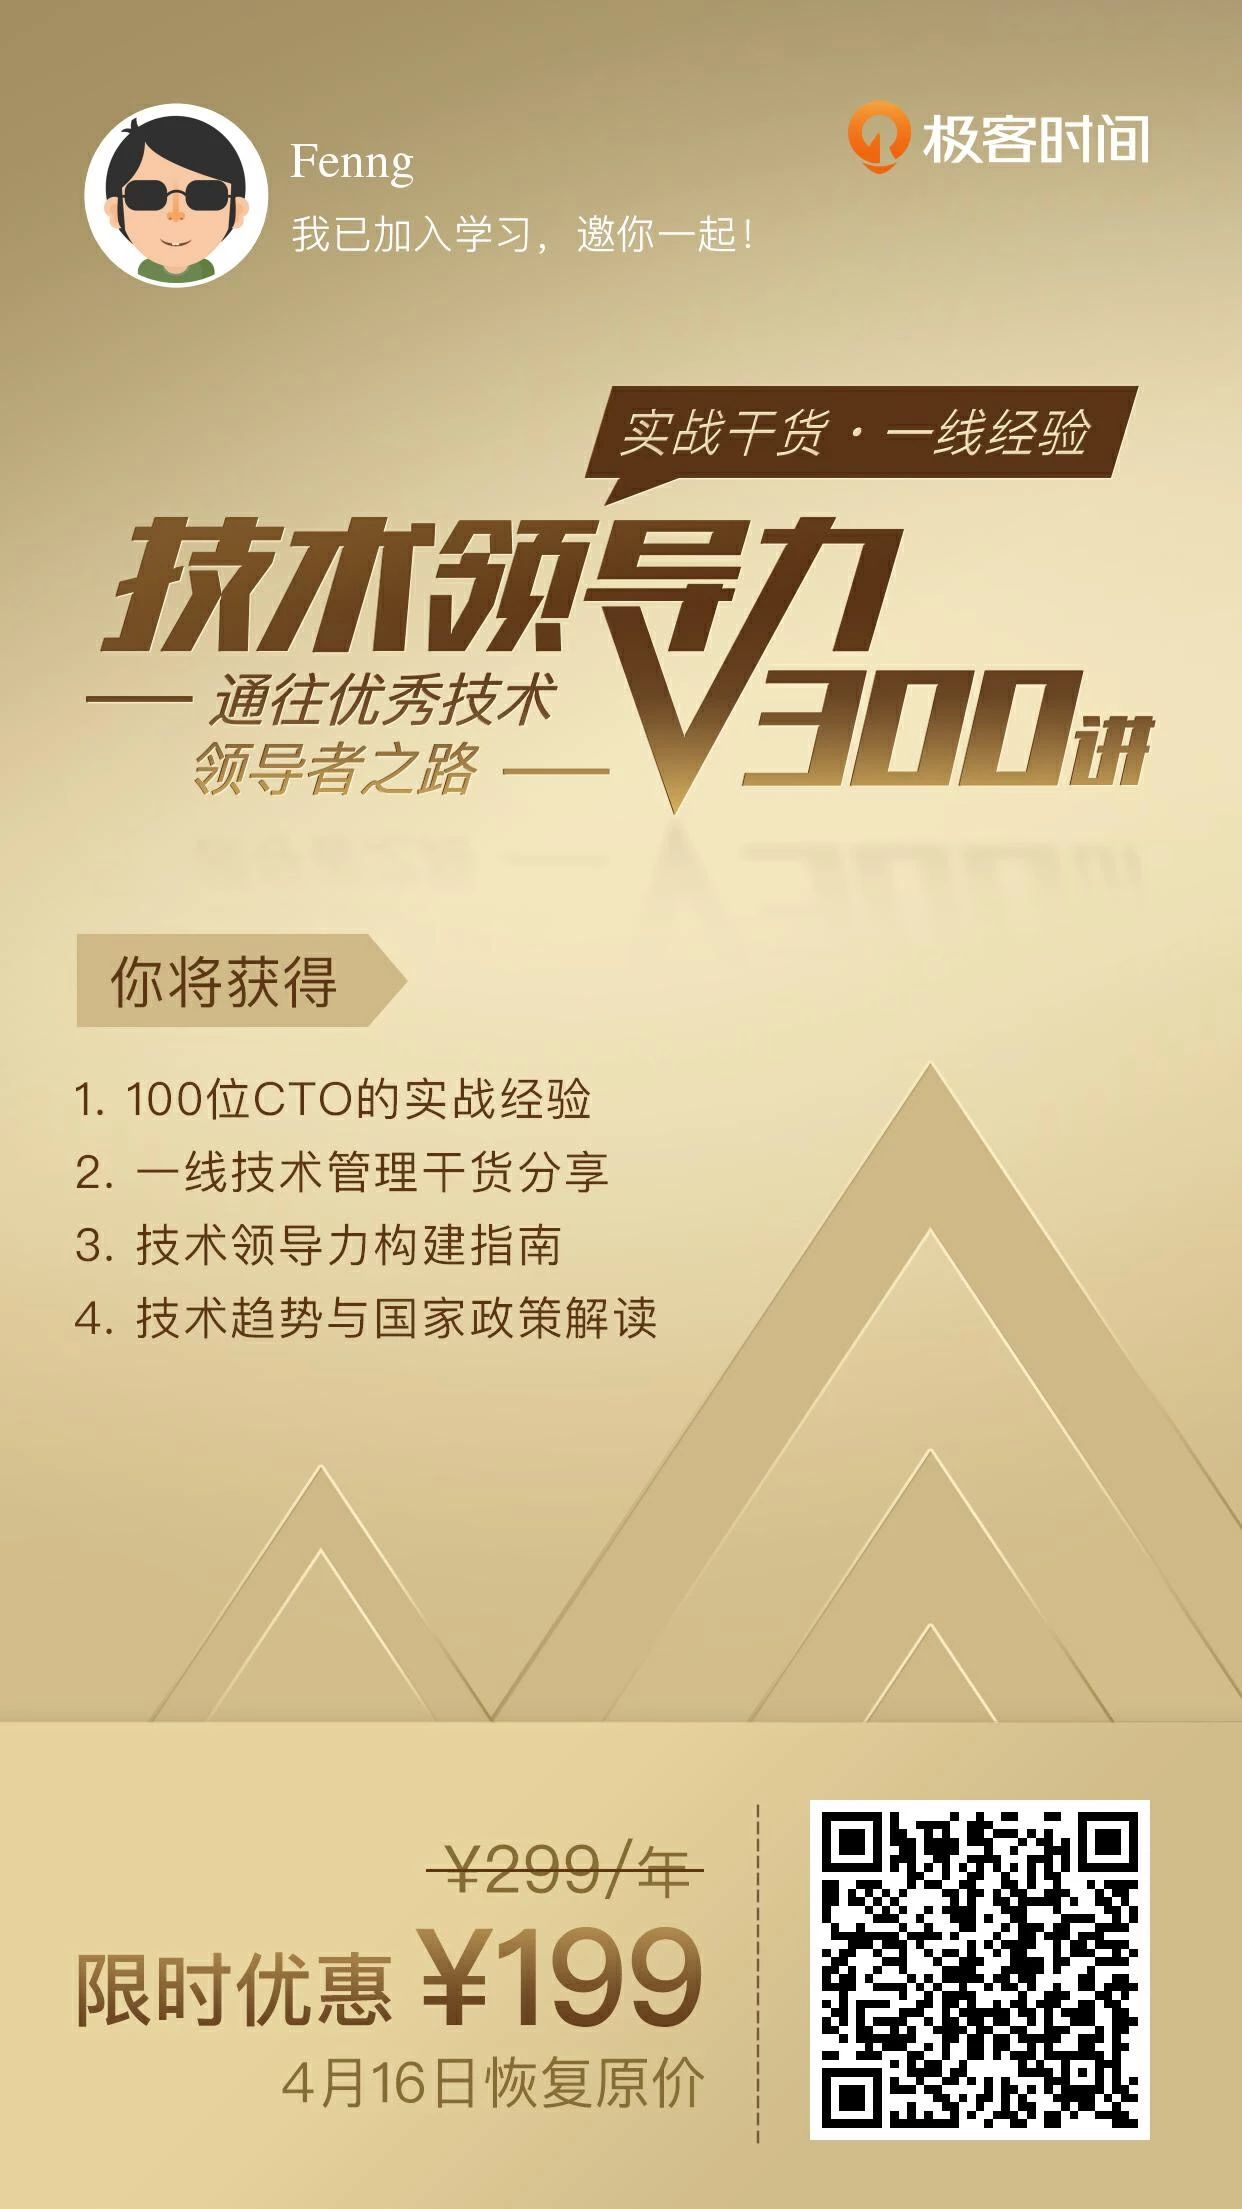 Fenng
极客时间
我已加入学习，邀你一起！
实战干货·一线经验
技术领导力
300讲
通往优秀技术
领导者之路
你将获得
1. 100位CTO的实战经验
2. 一线技术管理干货分享
3. 技术领导力构建指南
4. 技术趋势与国家政策解读
¥299/年
限时优惠 ¥199
4月16日恢复原价